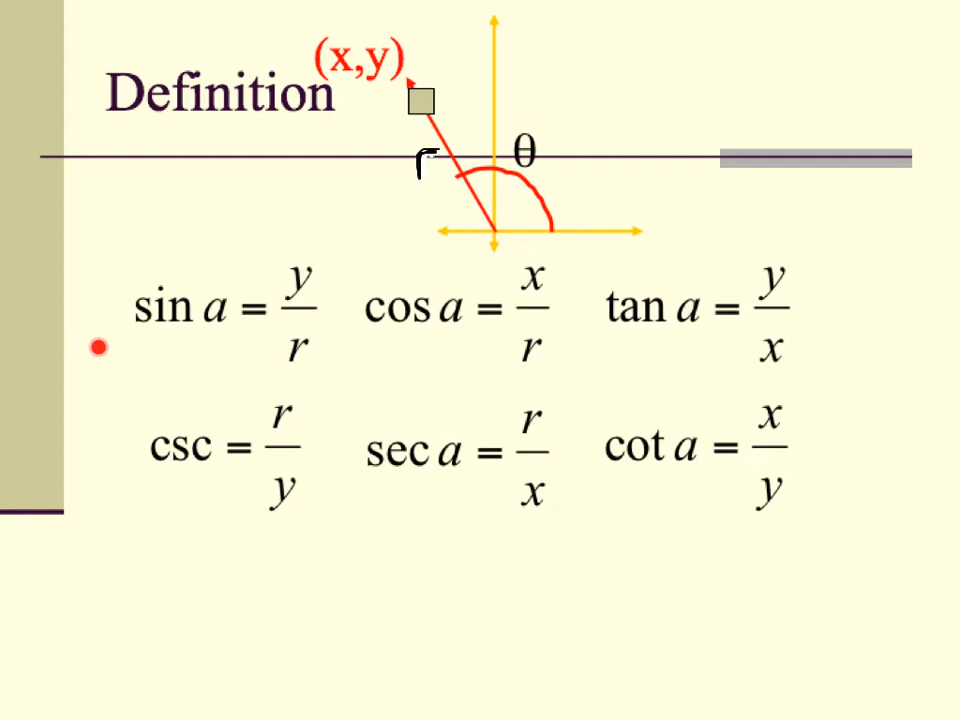 (x,y)
Definition
θ
r
sin a = y/r cos a = x/r tan a = y/x
csc = r/y sec a = r/x cot a = x/y